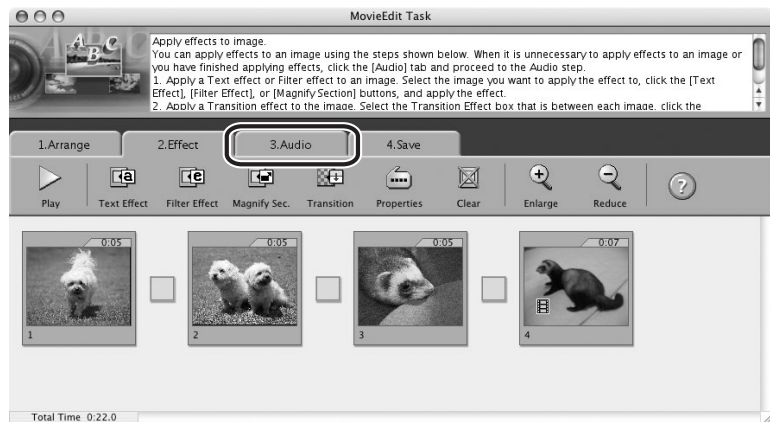 MovieEdit Task
A B C
Apply effects to image.
You can apply effects to an image using the steps shown below. When it is unnecessary to apply effects to an image or
you have finished applying effects, click the [Audio] tab and proceed to the Audio step.
1. Apply a Text effect or Filter effect to an image. Select the image you want to apply the effect to, click the [Text
Effect], [Filter Effect], or [Magnify Section] buttons, and apply the effect.
2. Apply a Transition effect to the image. Select the Transition Effect box that is between each image, click the
1.Arrange 2.Effect 3.Audio 4.Save
a e ?
Play Text Effect Filter Effect Magnify Sec. Transition Properties Clear Enlarge Reduce
0:05 0:05 0:05 0:07
1 2 3 4
Total Time 0:22.0